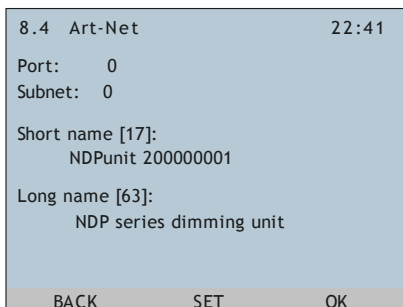 8.4 Art-Net 22:41
Port: 0
Subnet: 0
Short name [17]:
NDPunit 200000001
Long name [63]:
NDP series dimming unit
BACK SET OK